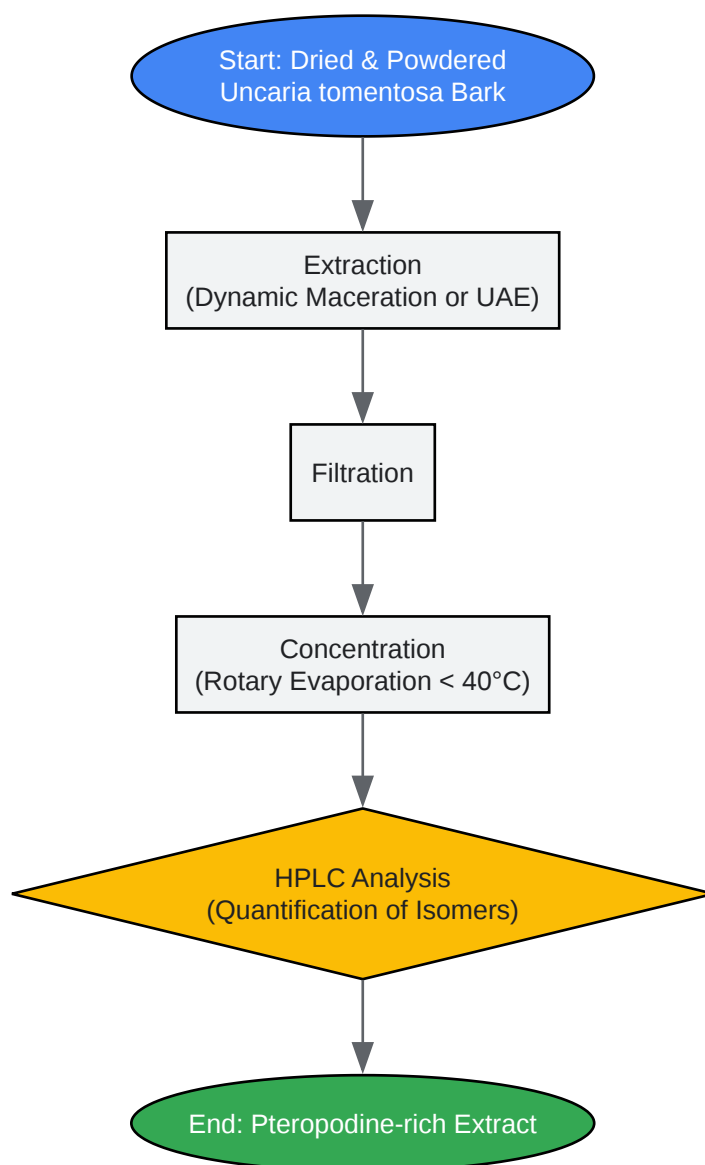 Start: Dried & Powdered
Uncaria tomentosa Bark
Extraction
(Dynamic Maceration or UAE)
Filtration
Concentration
(Rotary Evaporation < 40°C)
HPLC Analysis
(Quantification of Isomers)
End: Pteropodine-rich Extract